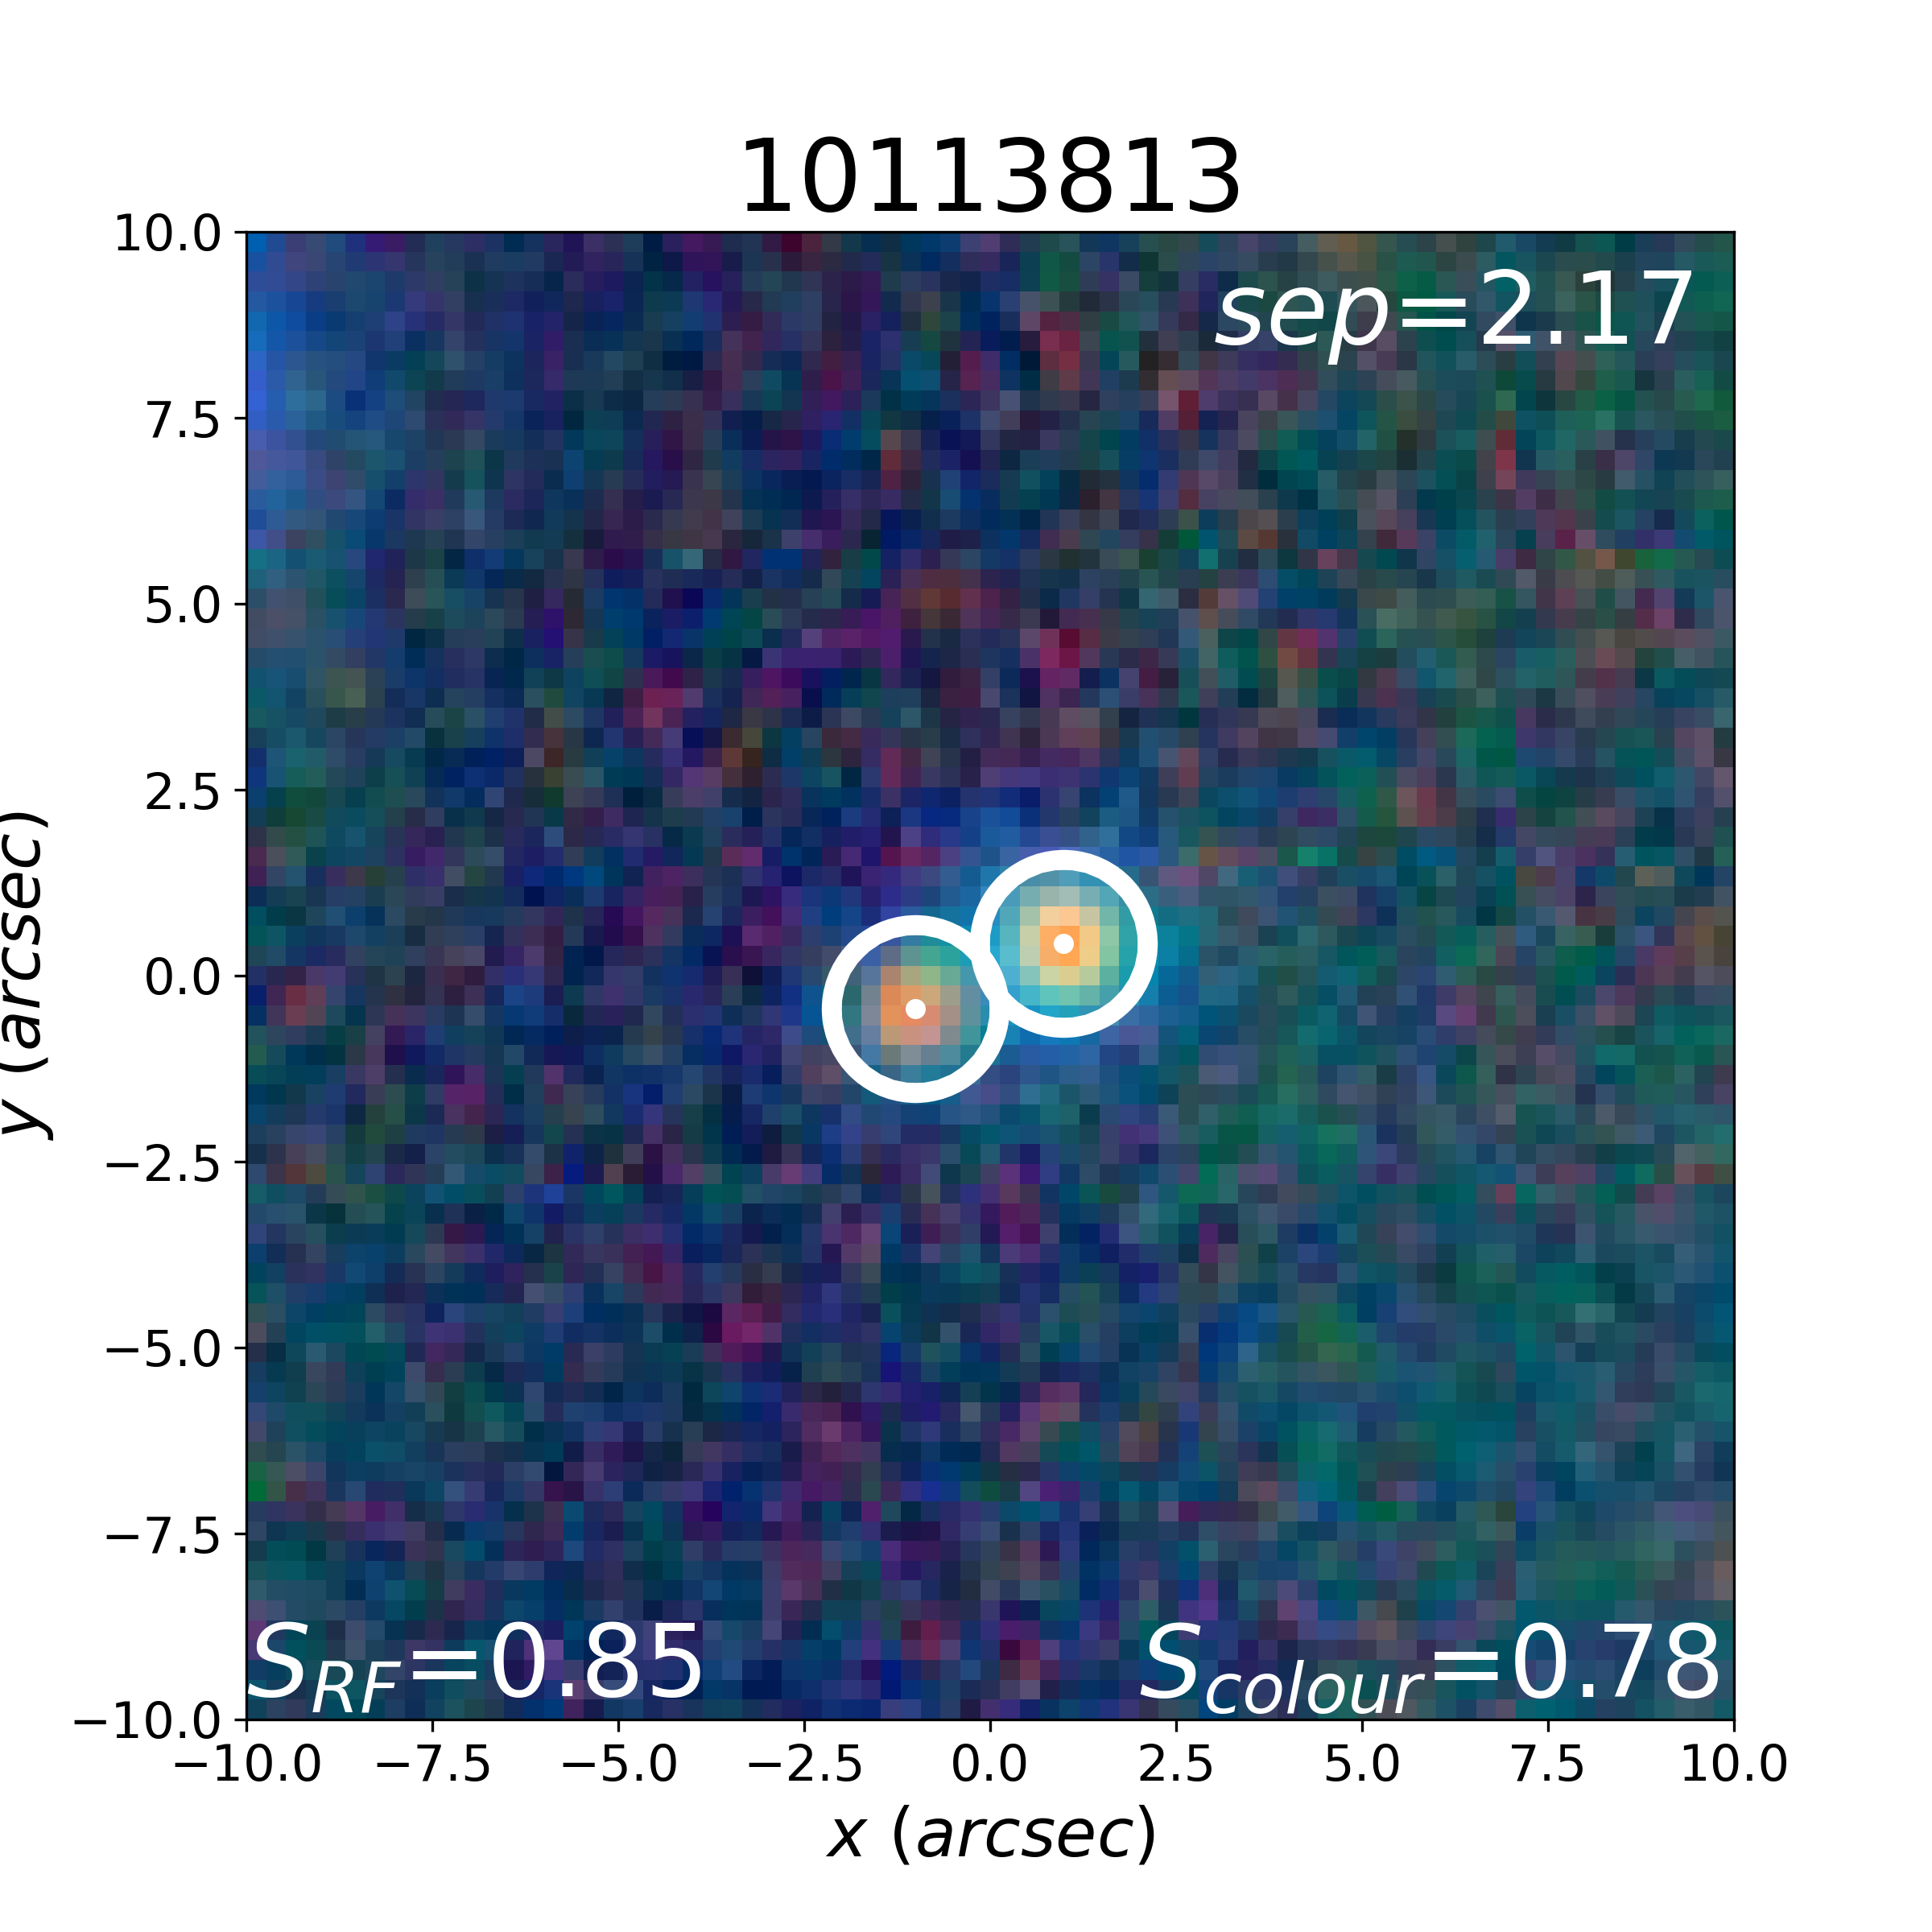 10113813
sep=2.17
S_RF=0.85
S_colour=0.78
y (arcsec)
10.0
7.5
5.0
2.5
0.0
−2.5
−5.0
−7.5
−10.0
−10.0 −7.5 −5.0 −2.5 0.0 2.5 5.0 7.5 10.0
x (arcsec)